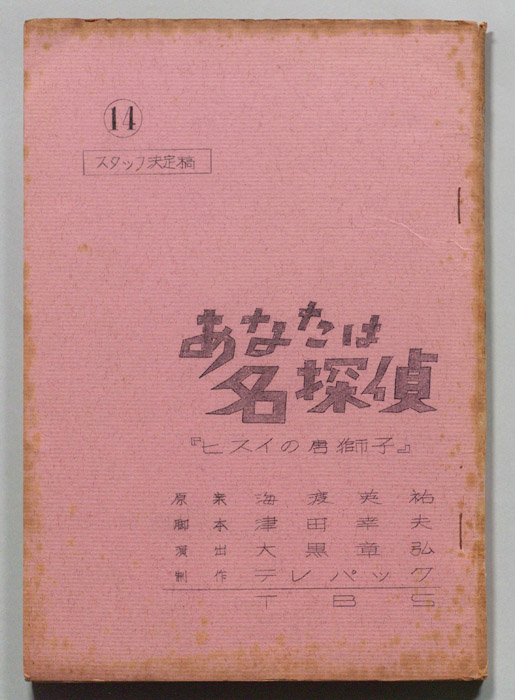 14
スタッフ決定稿
あなたは
名探偵
『ヒスイの唐獅子』
原案 海渡英祐
脚本 津田幸夫
演出 大黒章弘
制作 テレパック
TBS